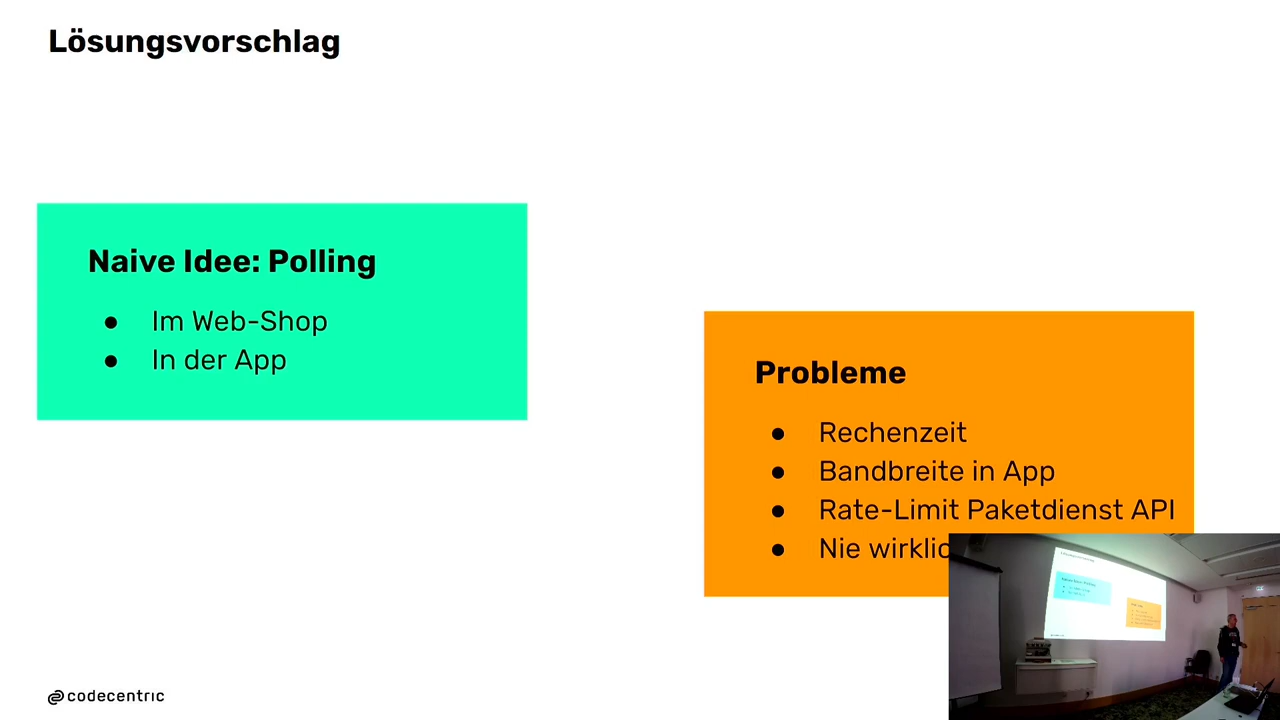 Lösungsvorschlag
Naive Idee: Polling
● Im Web-Shop
● In der App
Probleme
● Rechenzeit
● Bandbreite in App
● Rate-Limit Paketdienst API
● Nie
codecentric